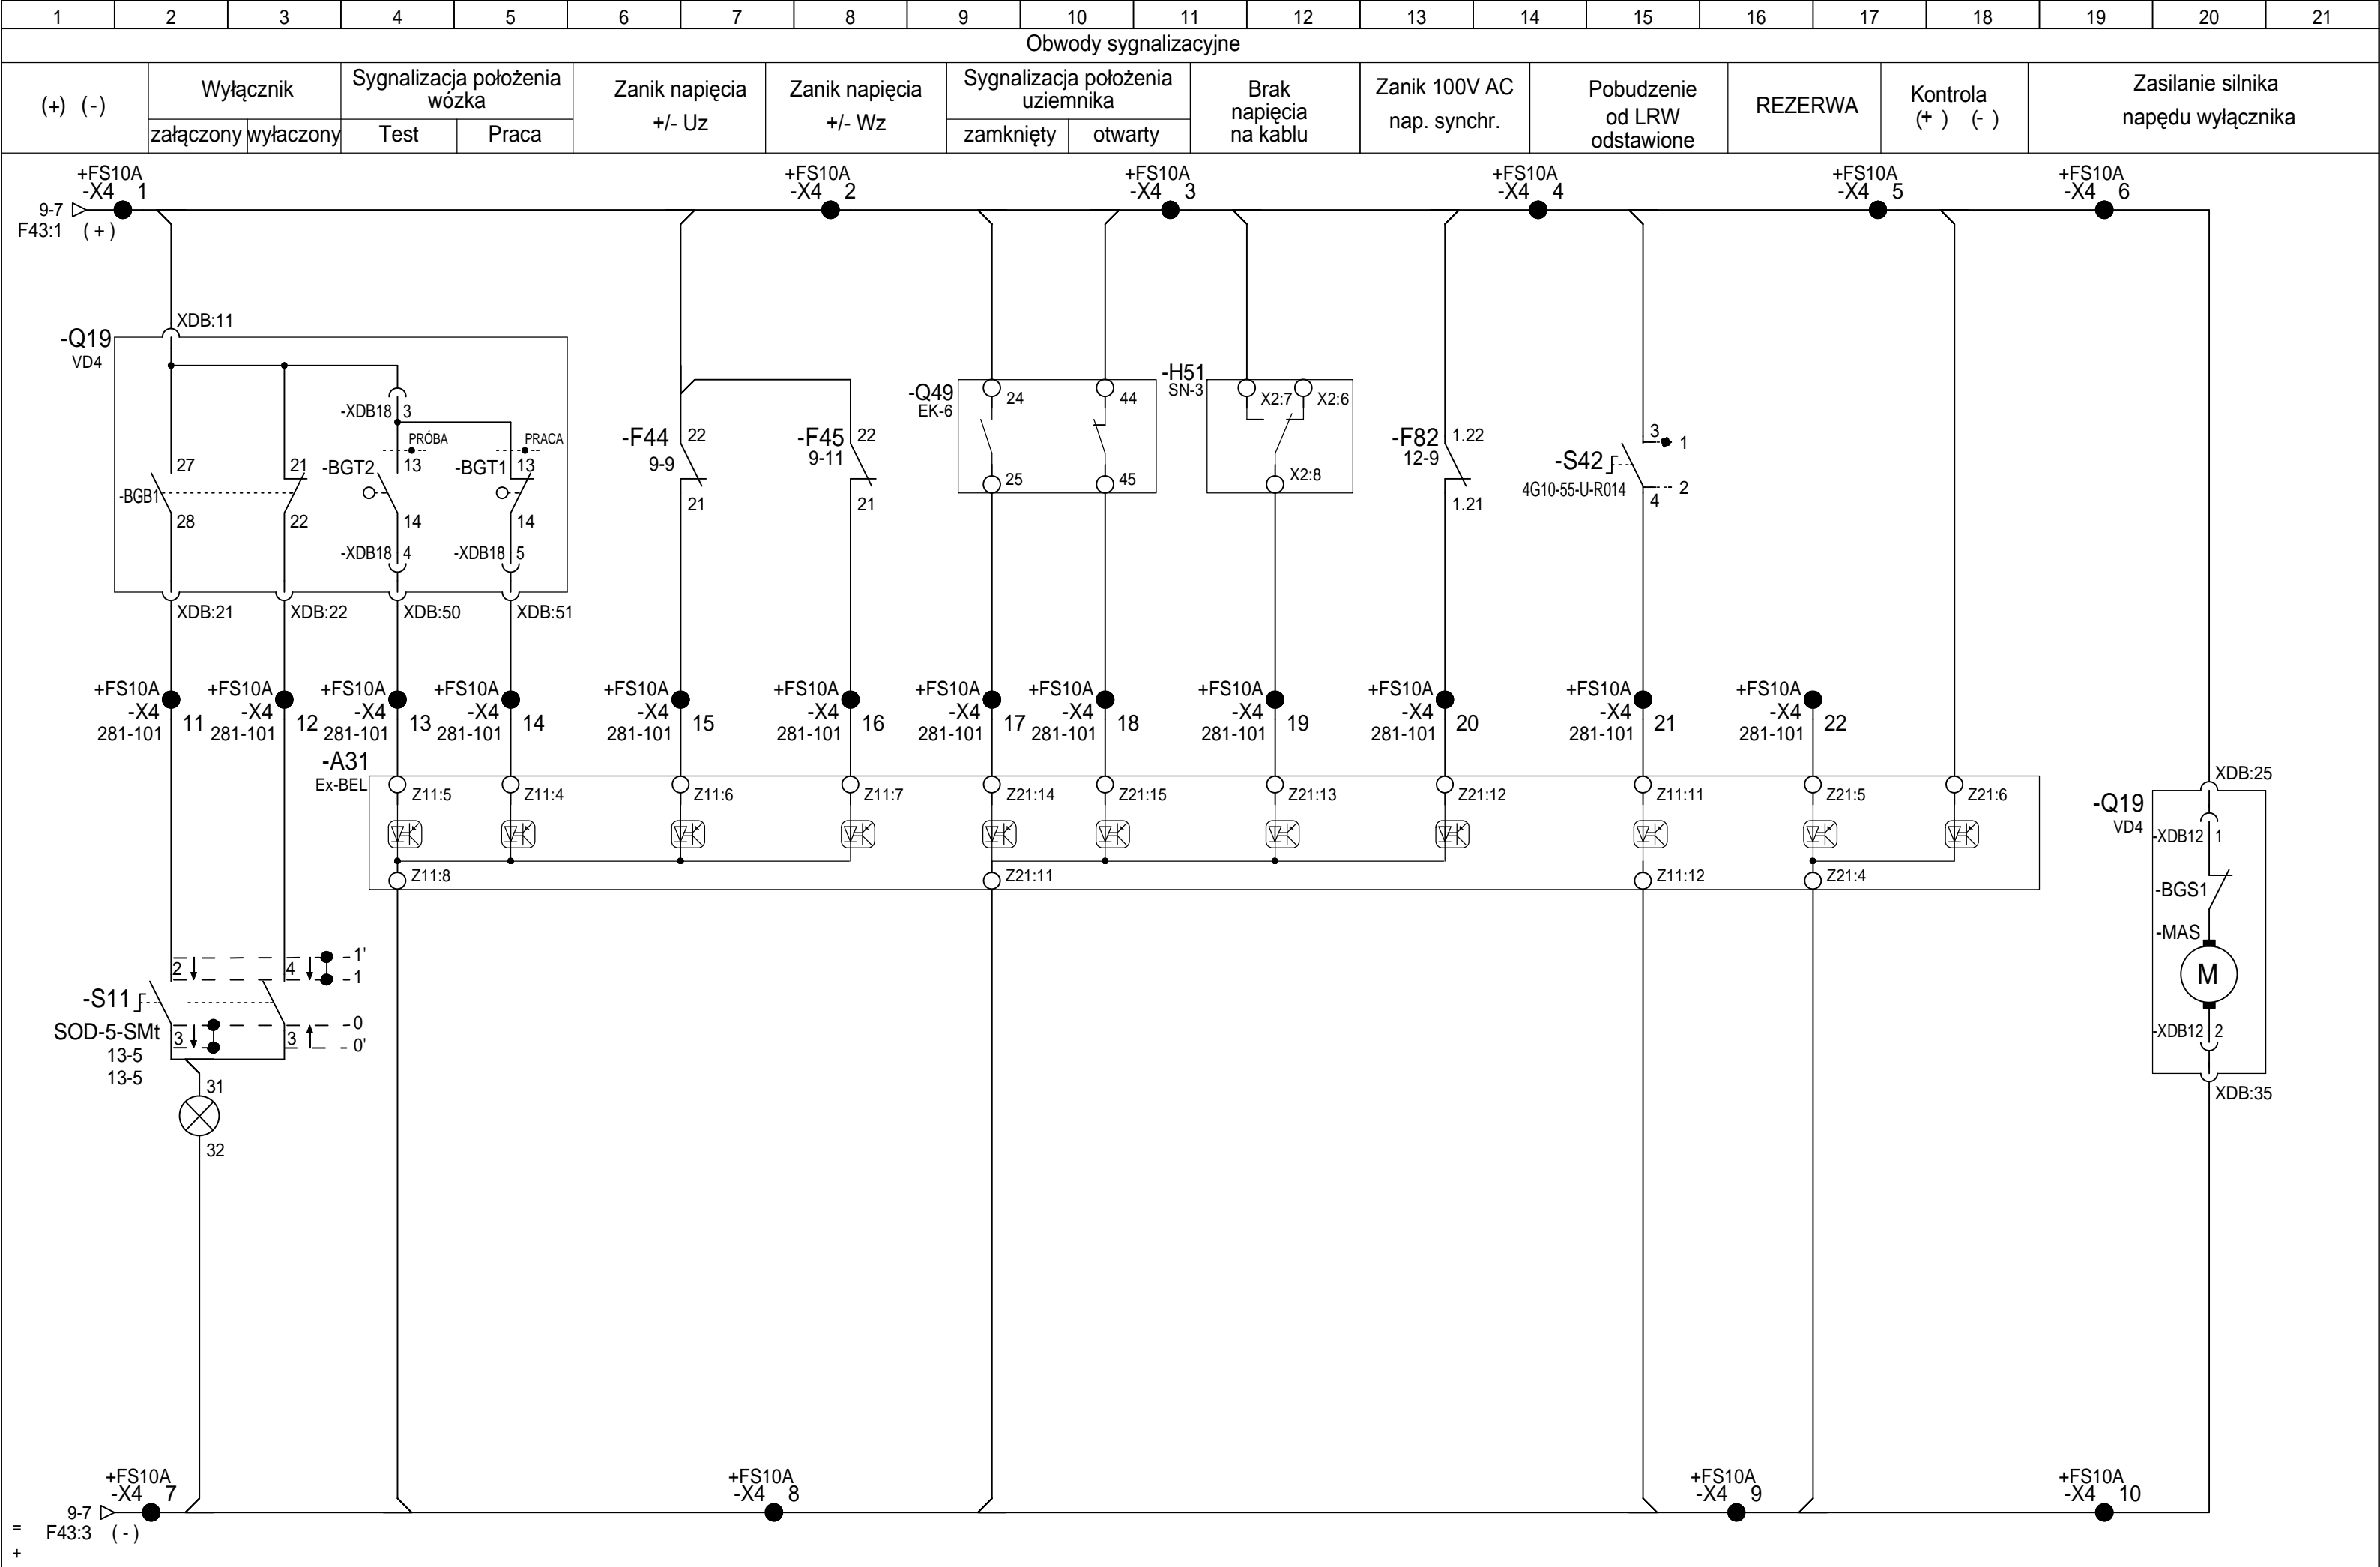 1 2 3 4 5 6 7 8 9 10 11 12 13 14 15 16 17 18 19 20 21
Obwody sygnalizacyjne
(+) (-)
Wyłącznik
załączony wyłaczony
Sygnalizacja położenia
wózka
Test Praca
Zanik napięcia
+/- Uz
Zanik napięcia
+/- Wz
Sygnalizacja położenia
uziemnika
zamknięty otwarty
Brak
napięcia
na kablu
Zanik 100V AC
nap. synchr.
Pobudzenie
od LRW
odstawione
REZERWA
Kontrola
(+ ) (- )
Zasilanie silnika
napędu wyłącznika
+FS10A
-X4 1
9-7
F43:1 (+)
+FS10A
-X4 2
+FS10A
-X4 3
+FS10A
-X4 4
+FS10A
-X4 5
+FS10A
-X4 6
XDB:11
-Q19
VD4
-XDB18 3
PRÓBA
PRACA
27
21
-BGT2 13
-BGT1 13
-BGB1
28
22
14
14
-XDB18 4
-XDB18 5
XDB:21
XDB:22
XDB:50
XDB:51
-F44 22
9-9
21
-F45 22
9-11
21
-Q49
EK-6
24
44
25
45
-H51
SN-3
X2:7
X2:6
X2:8
-F82 1.22
12-9
1.21
3 1
-S42
4G10-55-U-R014
2
4
+FS10A
-X4
281-101
11
+FS10A
-X4
281-101
12
+FS10A
-X4
281-101
13
+FS10A
-X4
281-101
14
+FS10A
-X4
281-101
15
+FS10A
-X4
281-101
16
+FS10A
-X4
281-101
17
+FS10A
-X4
281-101
18
+FS10A
-X4
281-101
19
+FS10A
-X4
281-101
20
+FS10A
-X4
281-101
21
+FS10A
-X4
281-101
22
-A31
Ex-BEL
Z11:5
Z11:4
Z11:6
Z11:7
Z21:14
Z21:15
Z21:13
Z21:12
Z11:11
Z21:5
Z21:6
Z11:8
Z21:11
Z11:12
Z21:4
XDB:25
-Q19
VD4
-XDB12 1
-BGS1
-MAS
M
-XDB12 2
XDB:35
1'
2
4
1
-S11
SOD-5-SMt
13-5
13-5
0
3
3
0'
31
32
+FS10A
-X4 7
9-7
F43:3 (-)
+FS10A
-X4 8
+FS10A
-X4 9
+FS10A
-X4 10
=
+